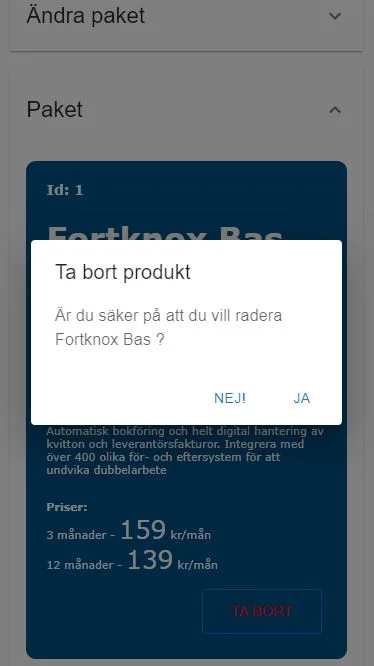 Ändra paket
Paket
Id: 1
Fortknox Bas
Ta bort produkt
Är du säker på att du vill radera
Fortknox Bas ?
NEJ!
JA
Automatisk bokföring och helt digital hantering av
kvitton och leverantörsfakturor. Integrera med
över 400 olika för- och eftersystem för att
undvika dubbelarbete
Priser:
3 månader - 159 kr/mån
12 månader - 139 kr/mån
TA BORT